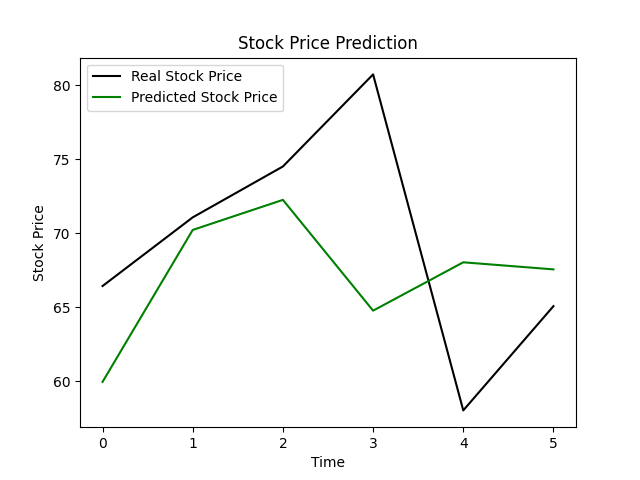 Stock Price Prediction
Real Stock Price
Predicted Stock Price
Stock Price
80
75
70
65
60
0 1 2 3 4 5
Time